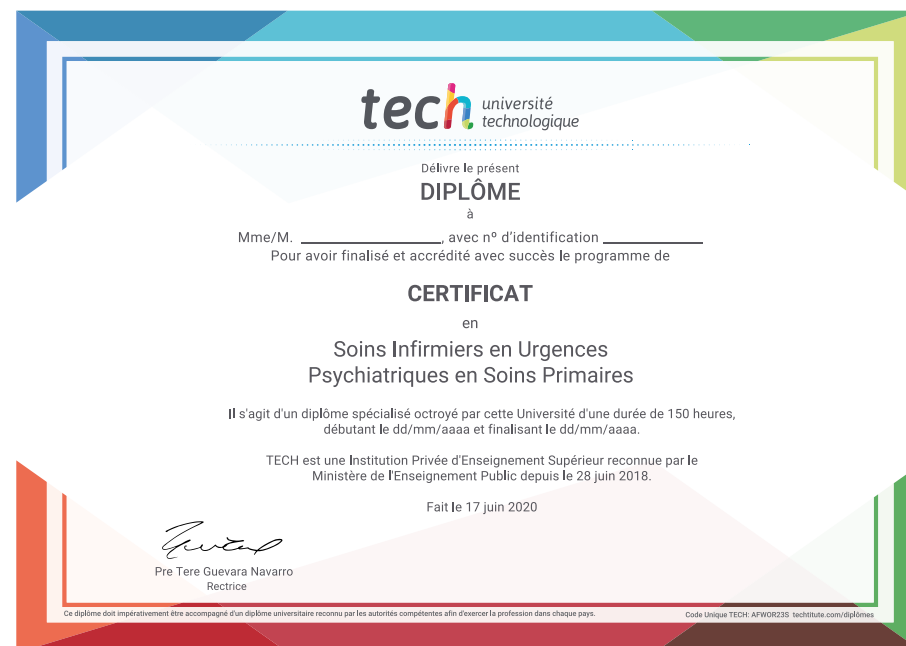 tech université
technologique
Délivre le présent
DIPLÔME
à
Mme/M. ____________________, avec nº d'identification ______________
Pour avoir finalisé et accrédité avec succès le programme de
CERTIFICAT
en
Soins Infirmiers en Urgences
Psychiatriques en Soins Primaires
Il s'agit d'un diplôme spécialisé octroyé par cette Université d'une durée de 150 heures,
débutant le dd/mm/aaaa et finalisant le dd/mm/aaaa.
TECH est une Institution Privée d'Enseignement Supérieur reconnue par le
Ministère de l'Enseignement Public depuis le 28 juin 2018.
Fait le 17 juin 2020
Pre Tere Guevara Navarro
Rectrice
Ce diplôme doit impérativement être accompagné d'un diplôme universitaire reconnu par les autorités compétentes afin d'exercer la profession dans chaque pays.
Code Unique TECH: AFWOR23S techtitute.com/diplômes